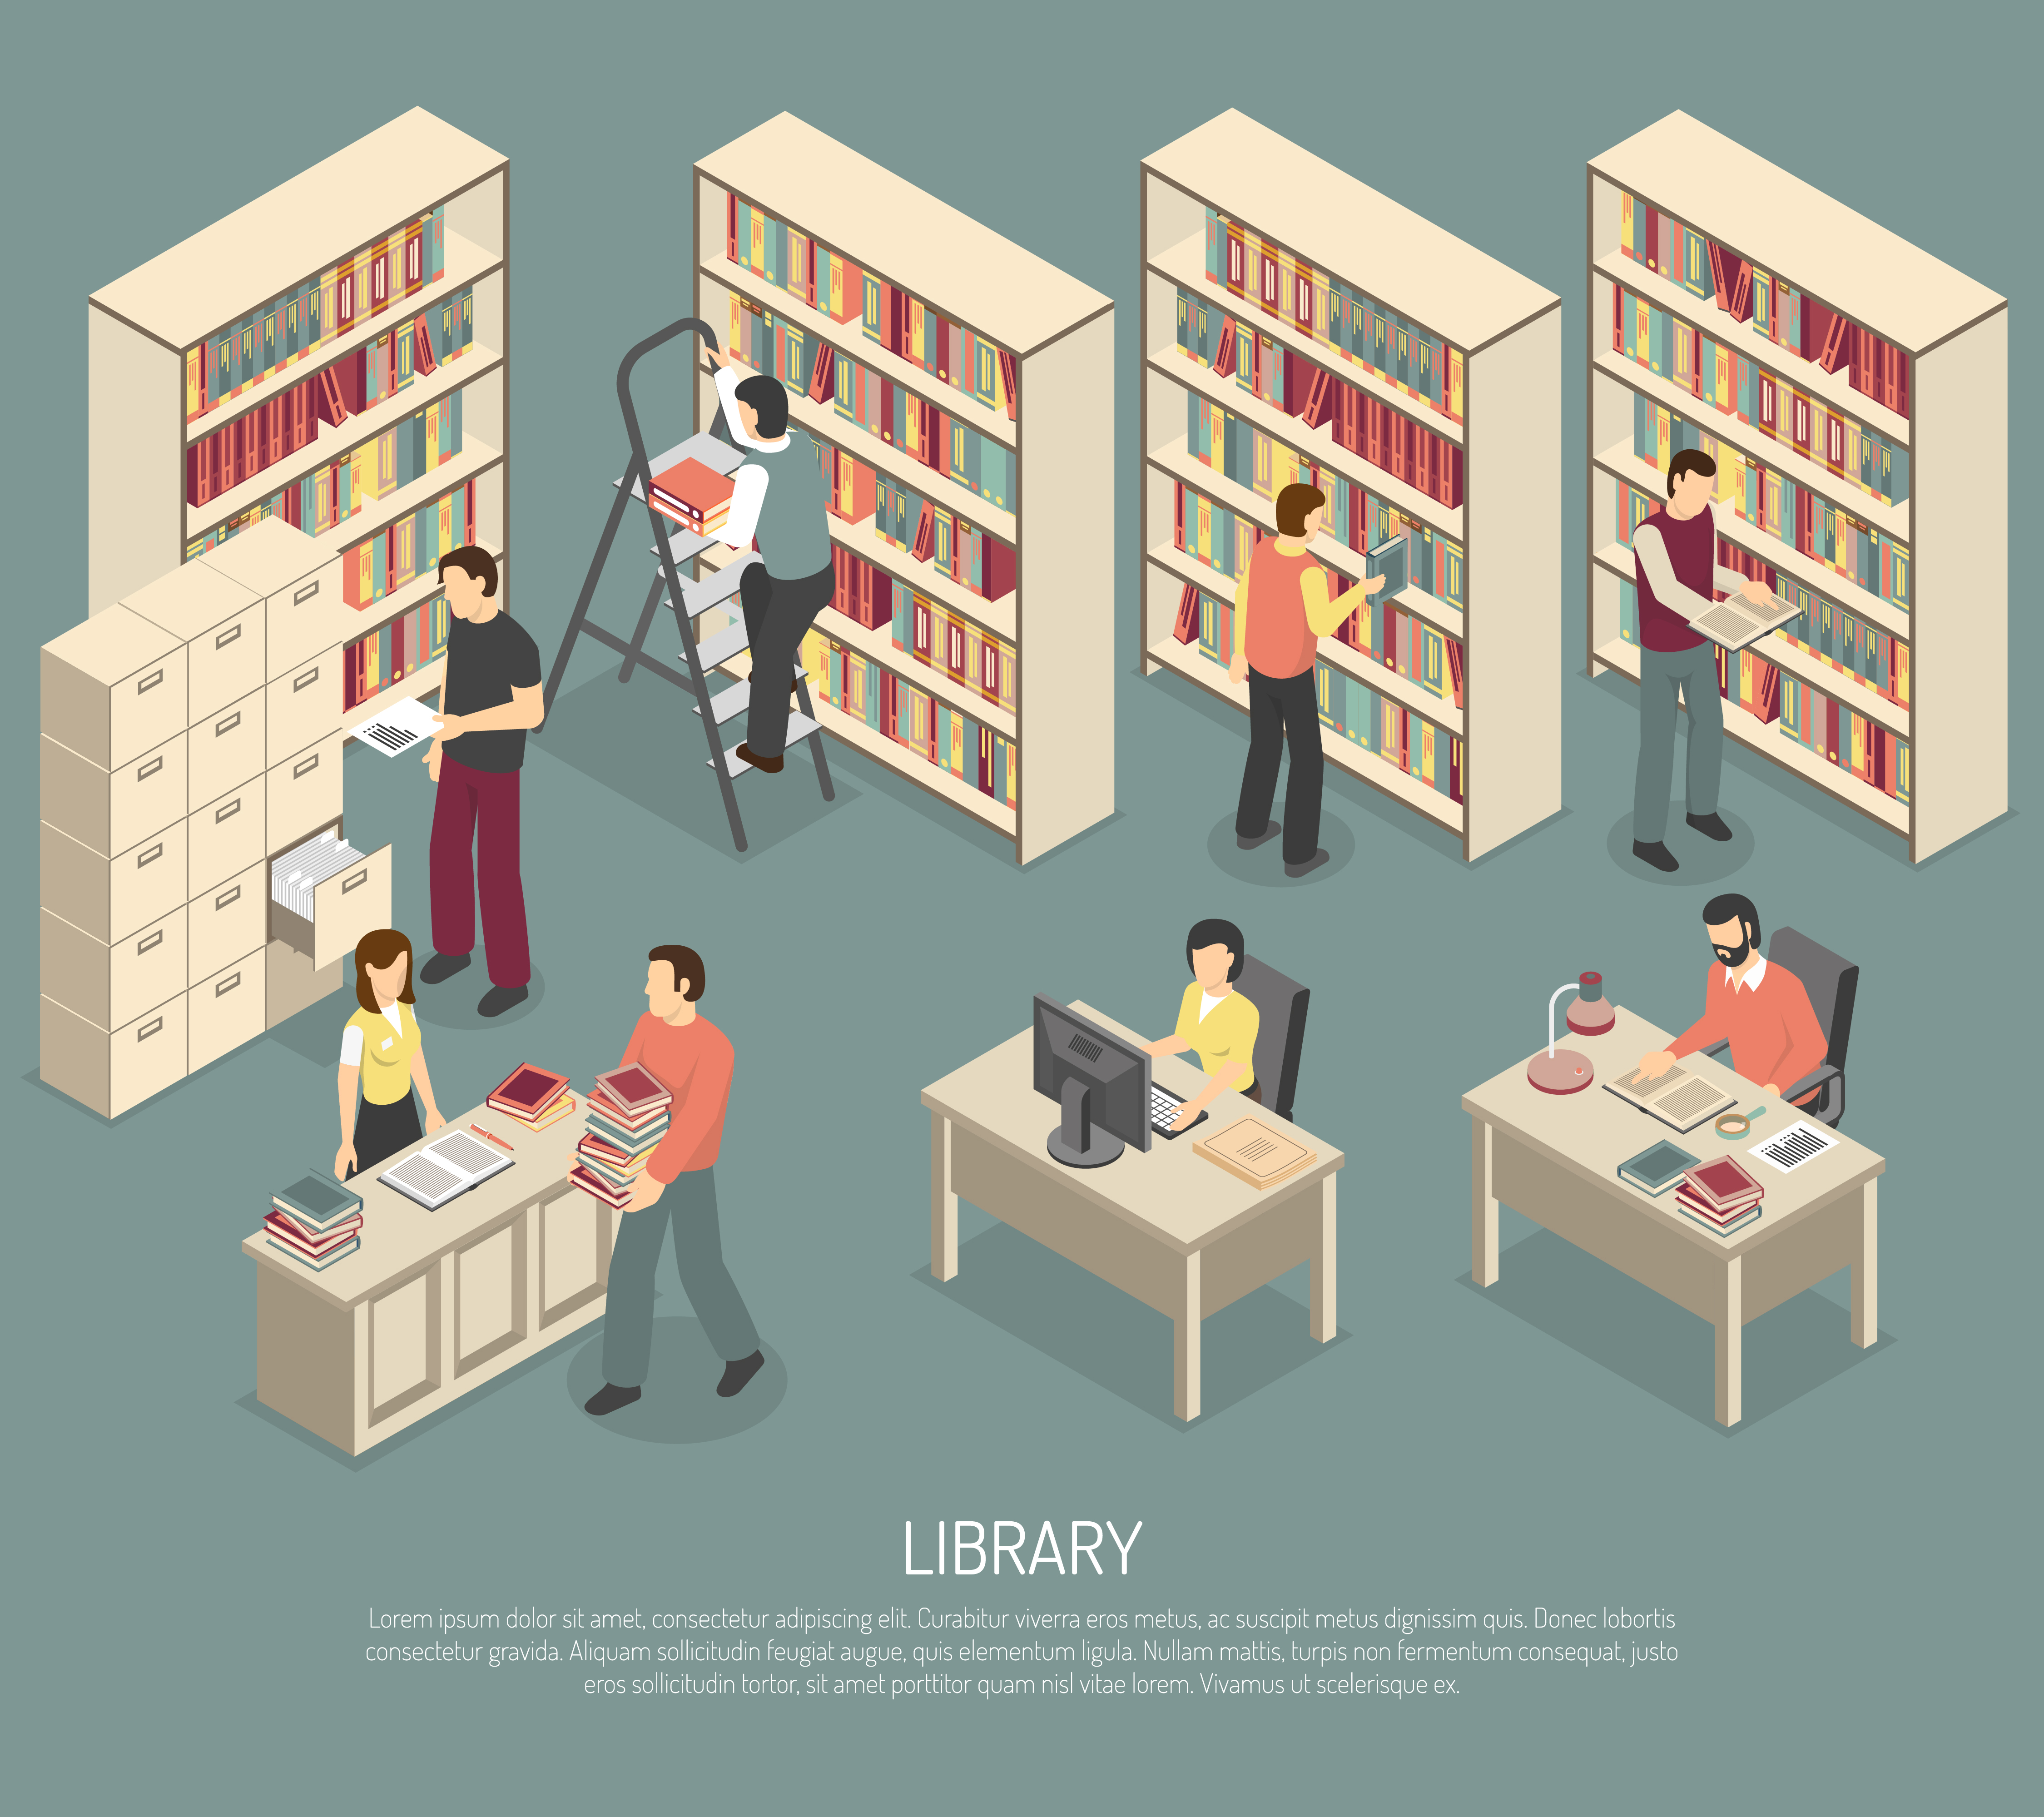 LIBRARY
Lorem ipsum dolor sit amet, consectetur adipiscing elit. Curabitur viverra eros metus, ac suscipit metus dignissim quis. Donec lobortis
consectetur gravida. Aliquam sollicitudin feugiat augue, quis elementum ligula. Nullam mattis, turpis non fermentum consequat, justo
eros sollicitudin tortor, sit amet porttitor quam nisl vitae lorem. Vivamus ut scelerisque ex.